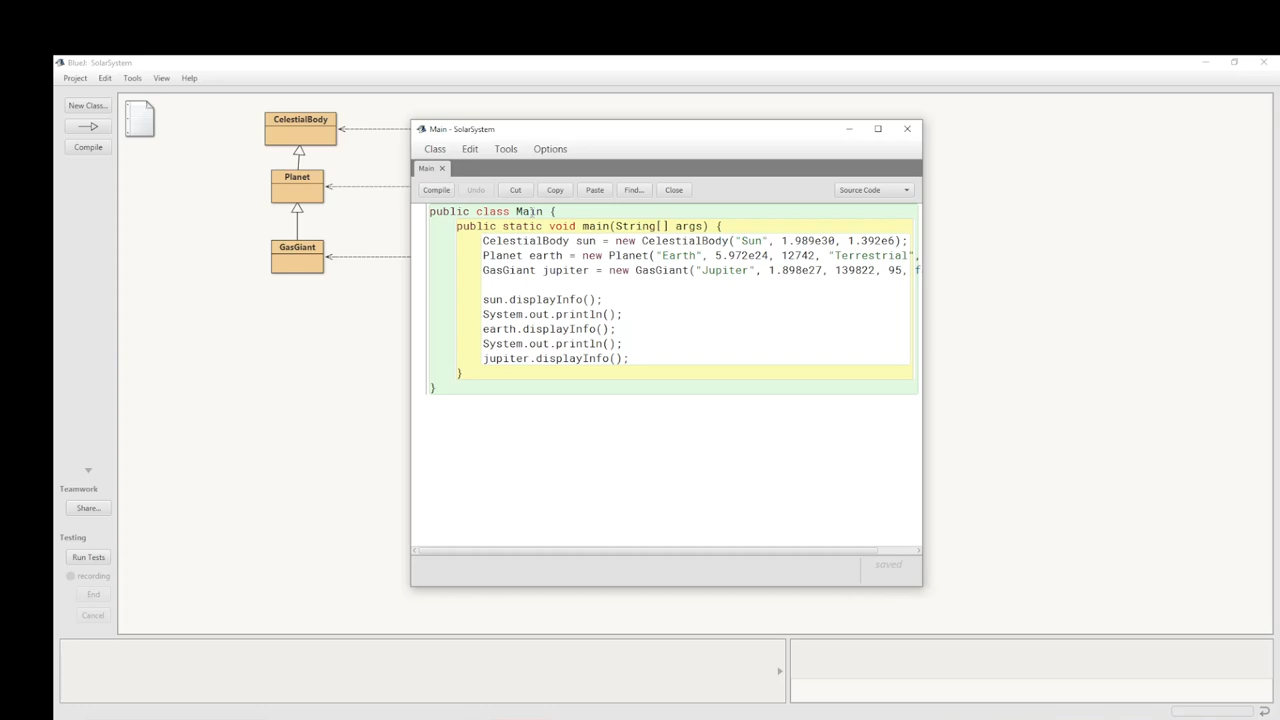 BlueJ: SolarSystem
Project Edit Tools View Help
New Class...
Compile
CelestialBody
Planet
GasGiant
Main - SolarSystem
Class Edit Tools Options
Main
Compile Undo Cut Copy Paste Find... Close Source Code
public class Main {
public static void main(String[] args) {
CelestialBody sun = new CelestialBody("Sun", 1.989e30, 1.392e6);
Planet earth = new Planet("Earth", 5.972e24, 12742, "Terrestrial",
GasGiant jupiter = new GasGiant("Jupiter", 1.898e27, 139822, 95, f
sun.displayInfo();
System.out.println();
earth.displayInfo();
System.out.println();
jupiter.displayInfo();
}
}
saved
Teamwork
Share...
Testing
Run Tests
recording
End
Cancel